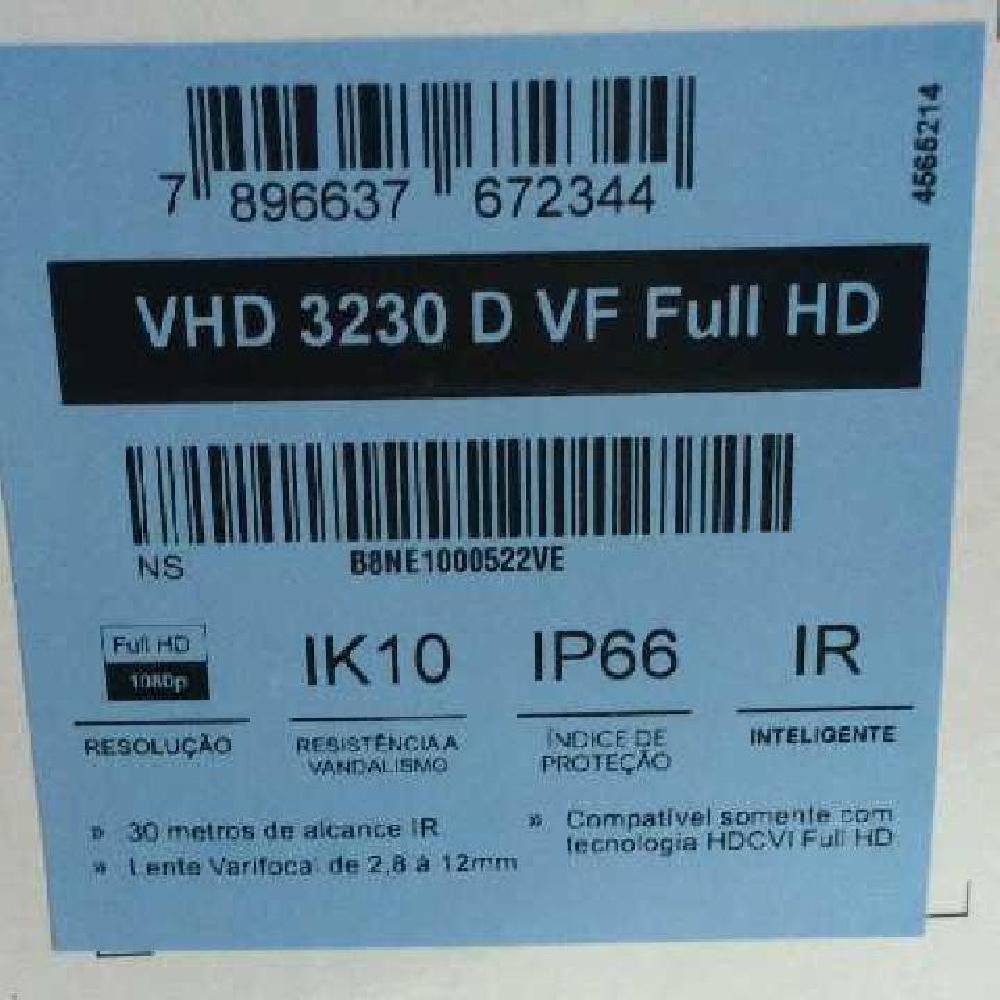 7 896637 672344
4565214
VHD 3230 D VF Full HD
NS B8NE1000522VE
Full HD
1080p
RESOLUÇÃO
IK10
RESISTÊNCIA A
VANDALISMO
IP66
ÍNDICE DE
PROTEÇÃO
IR
INTELIGENTE
» 30 metros de alcance IR
» Lente Varifocal de 2,8 à 12mm
» Compatível somente com
tecnologia HDCVI Full HD